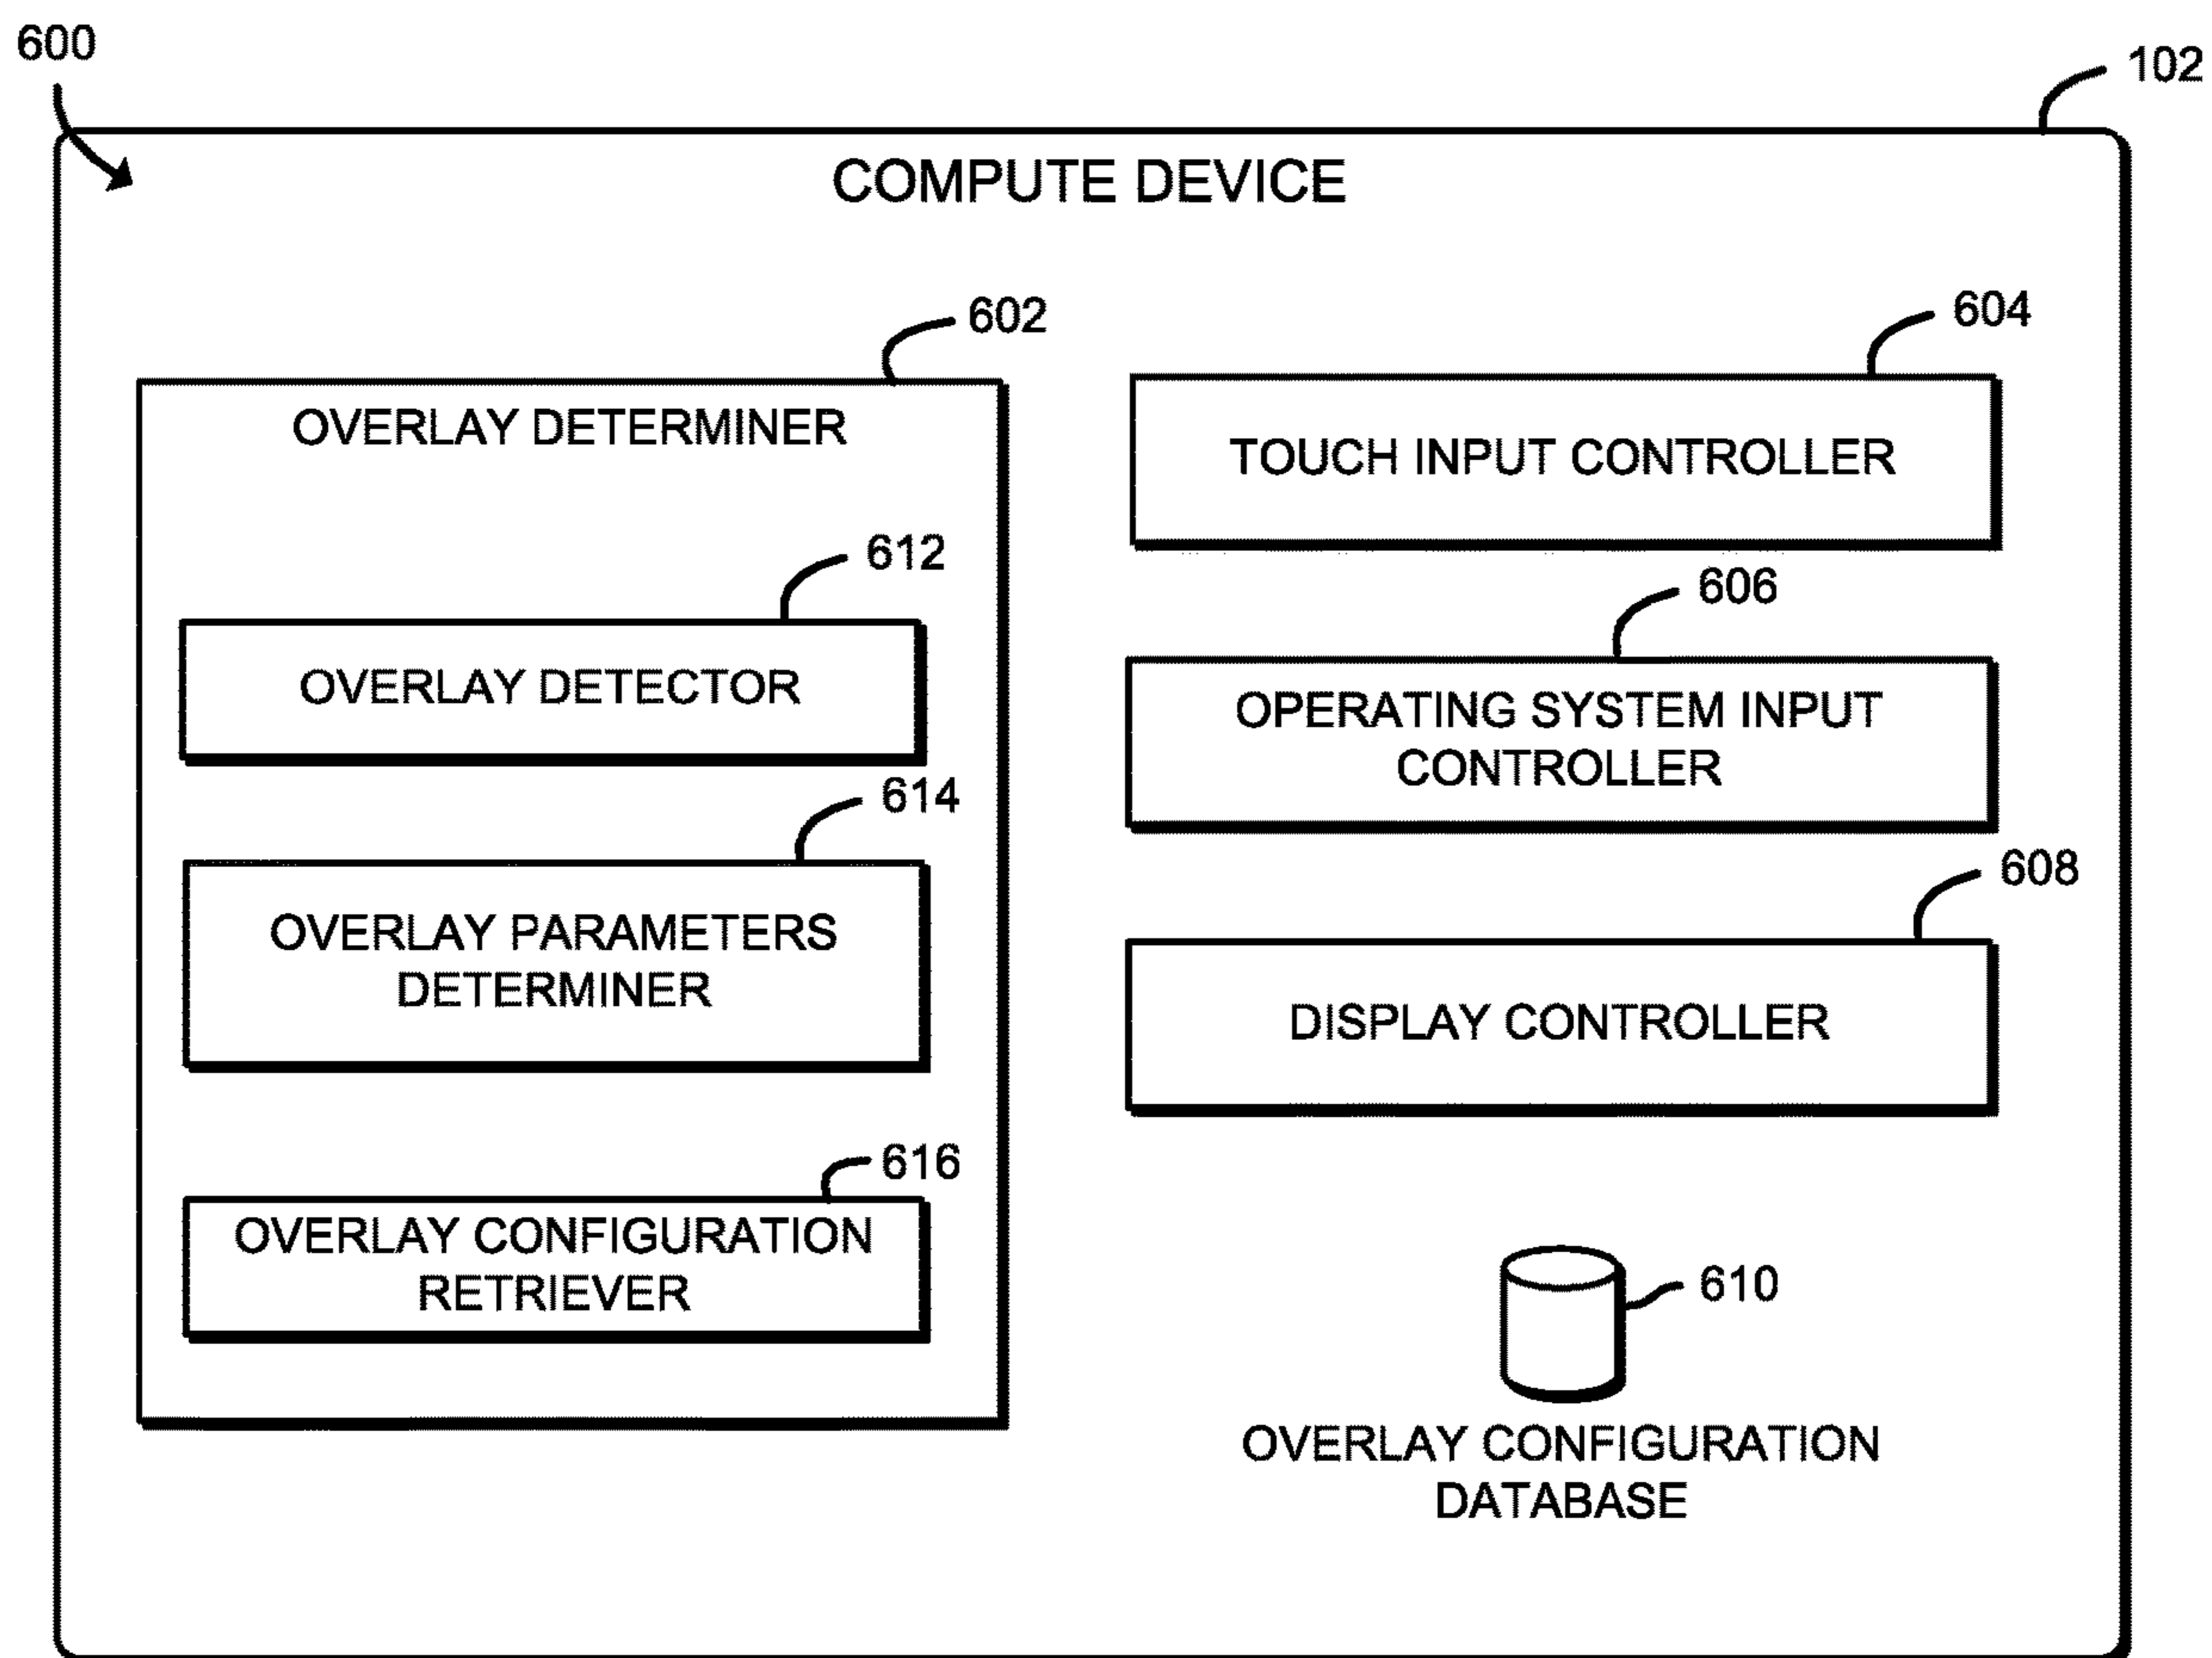 600
102
COMPUTE DEVICE
602
OVERLAY DETERMINER
612
OVERLAY DETECTOR
614
OVERLAY PARAMETERS
DETERMINER
616
OVERLAY CONFIGURATION
RETRIEVER
604
TOUCH INPUT CONTROLLER
606
OPERATING SYSTEM INPUT
CONTROLLER
608
DISPLAY CONTROLLER
610
OVERLAY CONFIGURATION
DATABASE